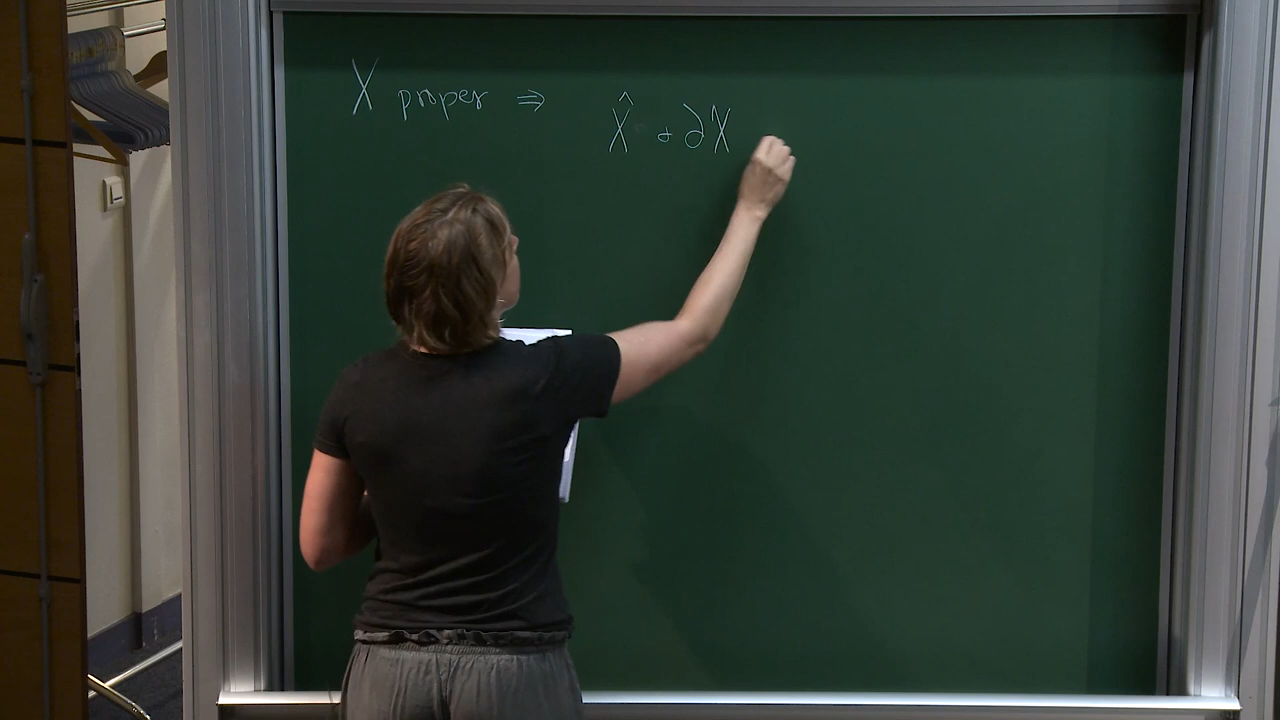 X proper ⇒ X̂ & ∂X